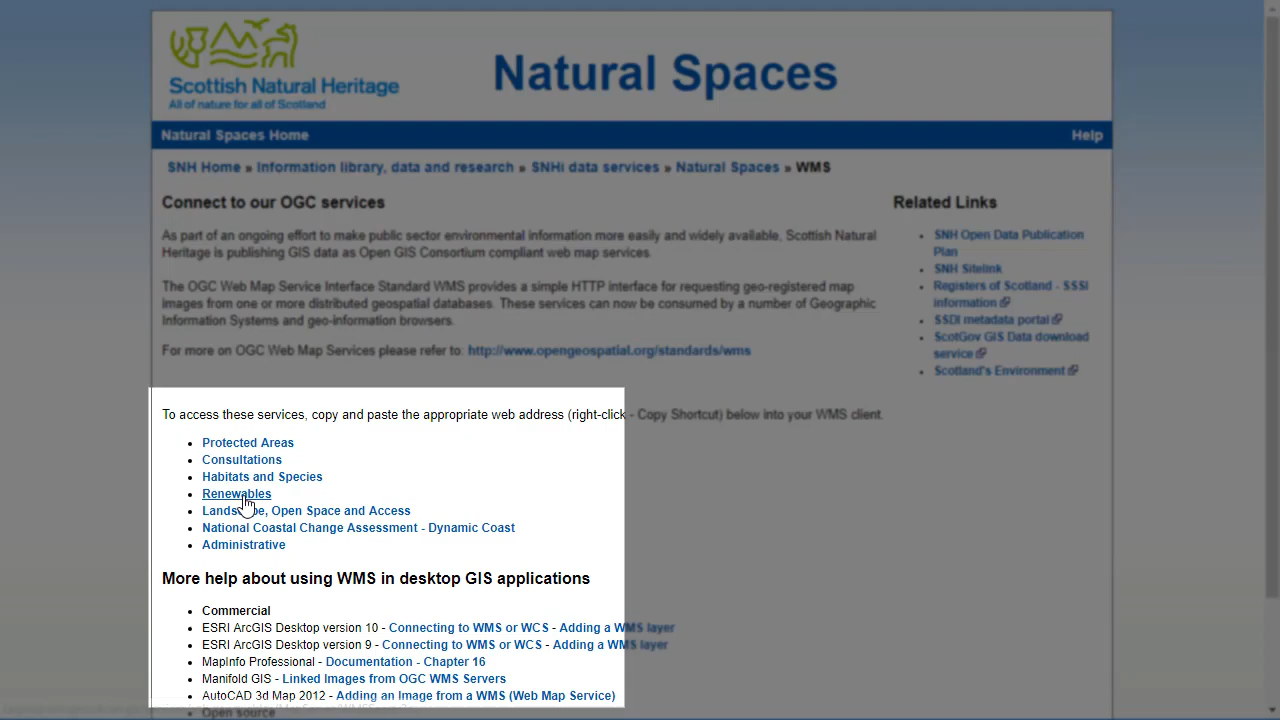 Scottish Natural Heritage
All of nature for all of Scotland
Natural Spaces
Natural Spaces Home
Help
SNH Home » Information library, data and research » SNHi data services » Natural Spaces » WMS
Connect to our OGC services
As part of an ongoing effort to make public sector environmental information more easily and widely available, Scottish Natural
Heritage is publishing GIS data as Open GIS Consortium compliant web map services.
The OGC Web Map Service Interface Standard WMS provides a simple HTTP interface for requesting geo-registered map
images from one or more distributed geospatial databases. These services can now be consumed by a number of Geographic
Information Systems and geo-information browsers.
For more on OGC Web Map Services please refer to: http://www.opengeospatial.org/standards/wms
Related Links
SNH Open Data Publication
Plan
SNH Sitelink
Registers of Scotland - SSSI
information
SSDI metadata portal
ScotGov GIS Data download
service
Scotland's Environment
To access these services, copy and paste the appropriate web address (right-click - Copy Shortcut) below into your WMS client.
Protected Areas
Consultations
Habitats and Species
Renewables
Landscape, Open Space and Access
National Coastal Change Assessment - Dynamic Coast
Administrative
More help about using WMS in desktop GIS applications
Commercial
ESRI ArcGIS Desktop version 10 - Connecting to WMS or WCS - Adding a WMS layer
ESRI ArcGIS Desktop version 9 - Connecting to WMS or WCS - Adding a WMS layer
MapInfo Professional - Documentation - Chapter 16
Manifold GIS - Linked Images from OGC WMS Servers
AutoCAD 3d Map 2012 - Adding an Image from a WMS (Web Map Service)
Open source